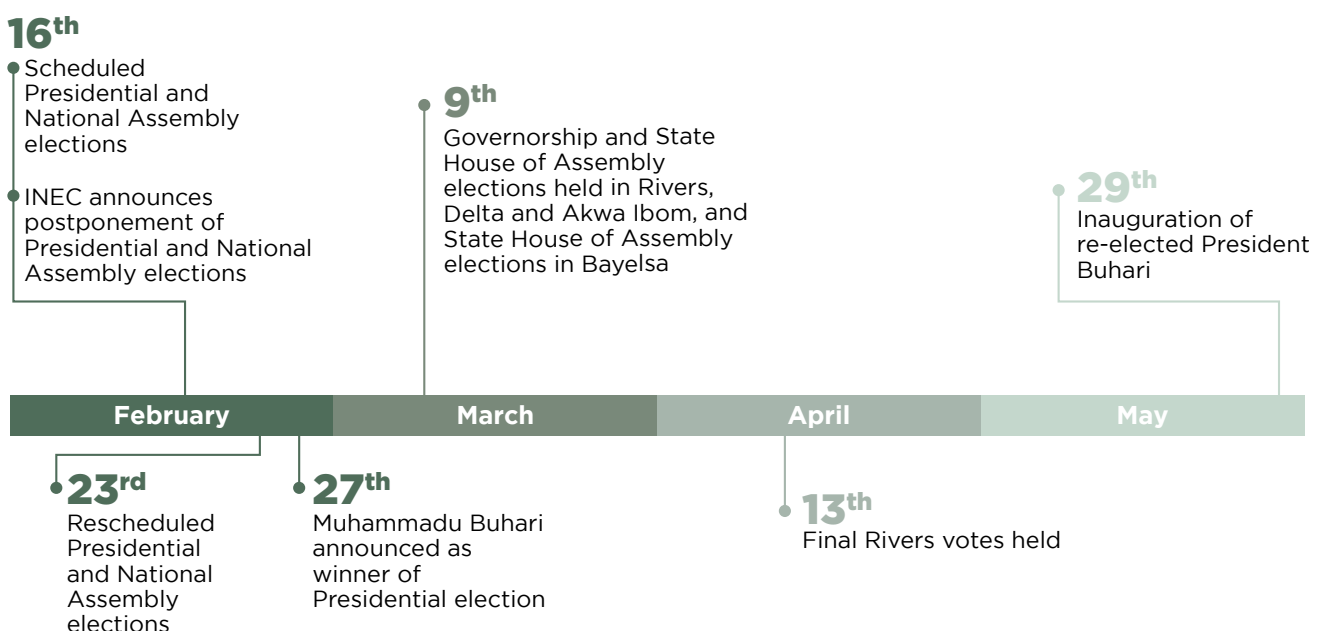 16th
Scheduled
Presidential and
National Assembly
elections
INEC announces
postponement of
Presidential and National
Assembly elections
9th
Governorship and State
House of Assembly
elections held in Rivers,
Delta and Akwa Ibom, and
State House of Assembly
elections in Bayelsa
29th
Inauguration of
re-elected President
Buhari
February
March
April
May
23rd
Rescheduled
Presidential
and National
Assembly
elections
27th
Muhammadu Buhari
announced as
winner of
Presidential election
13th
Final Rivers votes held